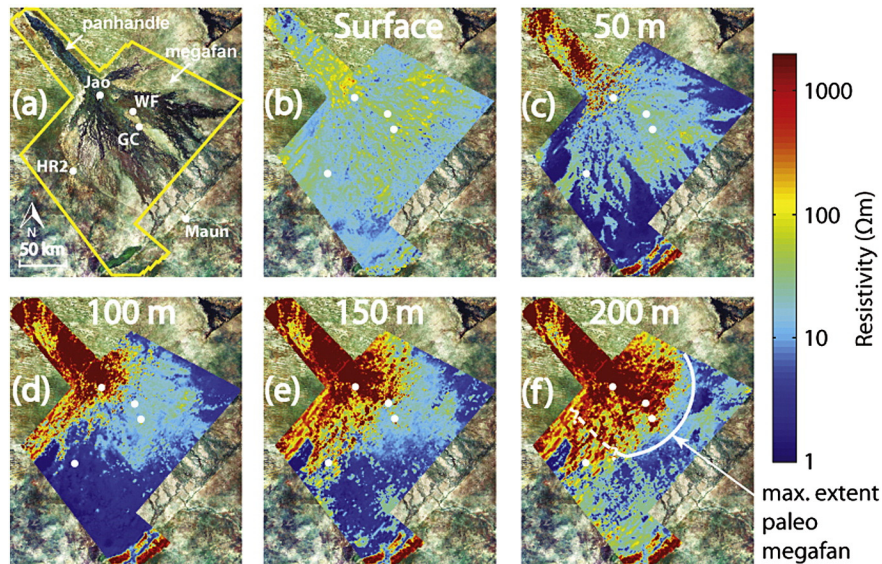 (a)
panhandle
megafan
Jao
WF
GC
HR2
Maun
N
50 km
Surface
(b)
50 m
(c)
100 m
(d)
150 m
(e)
200 m
(f)
1000
100
10
1
Resistivity (Ωm)
max. extent
paleo
megafan